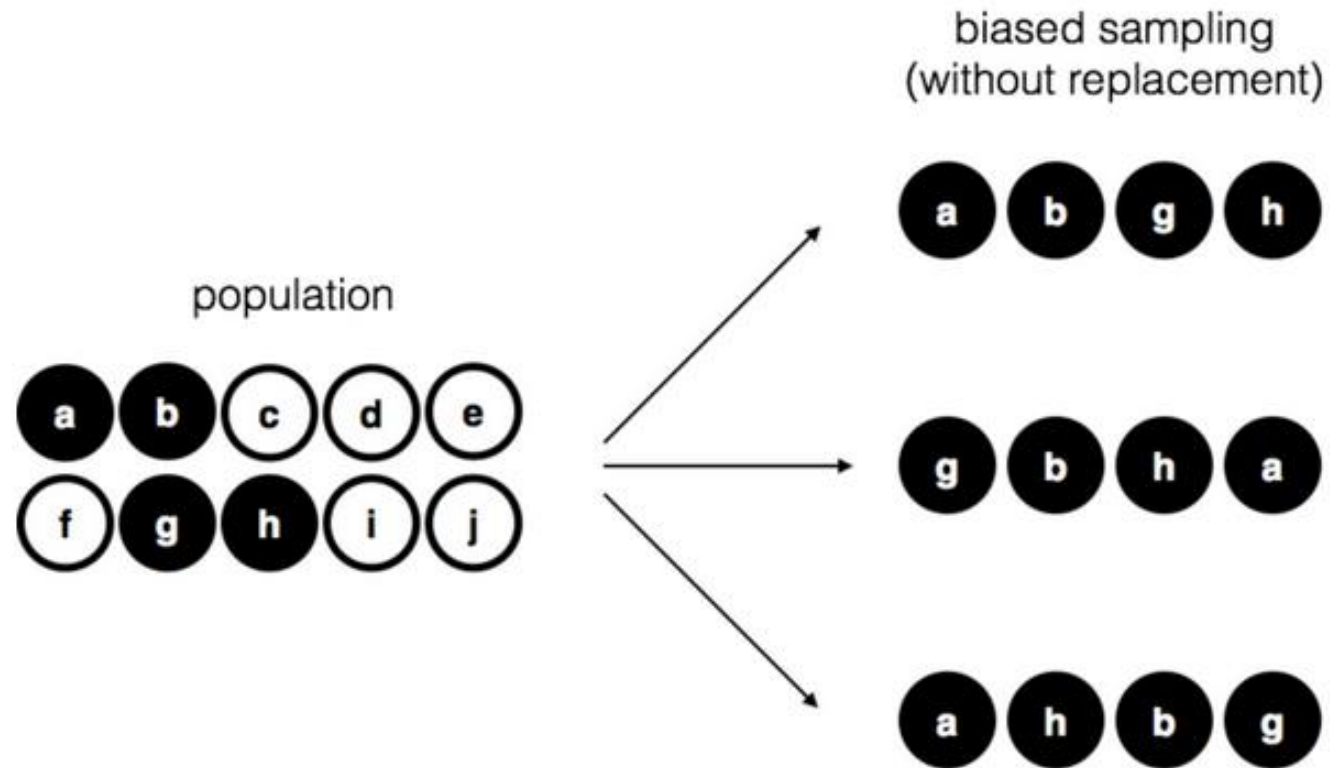 biased sampling
(without replacement)
a b g h
population
a b c d e
f g h i j
g b h a
a h b g